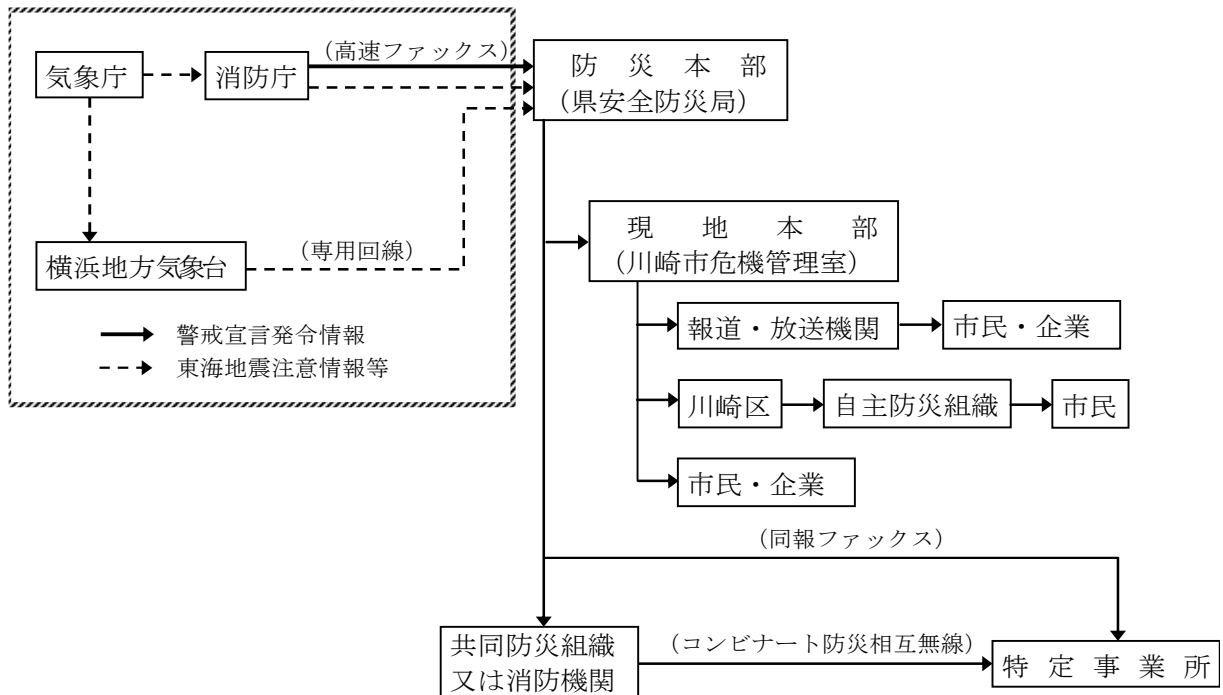 （高速ファックス）
気象庁
消防庁
防災本部
（県安全防災局）
現地本部
（川崎市危機管理室）
横浜地方気象台
（専用回線）
警戒宣言発令情報
東海地震注意情報等
報道・放送機関
市民・企業
川崎区
自主防災組織
市民
市民・企業
（同報ファックス）
共同防災組織
又は消防機関
（コンビナート防災相互無線）
特定事業所